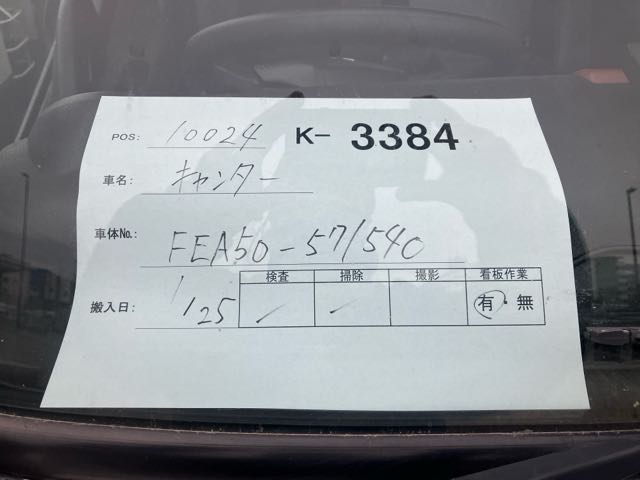 POS: 10024 K- 3384
車名: キャンター
車体No.: FEA50-571540
検査 掃除 撮影 看板作業
搬入日: 1/25 ✓ ✓ 有・無